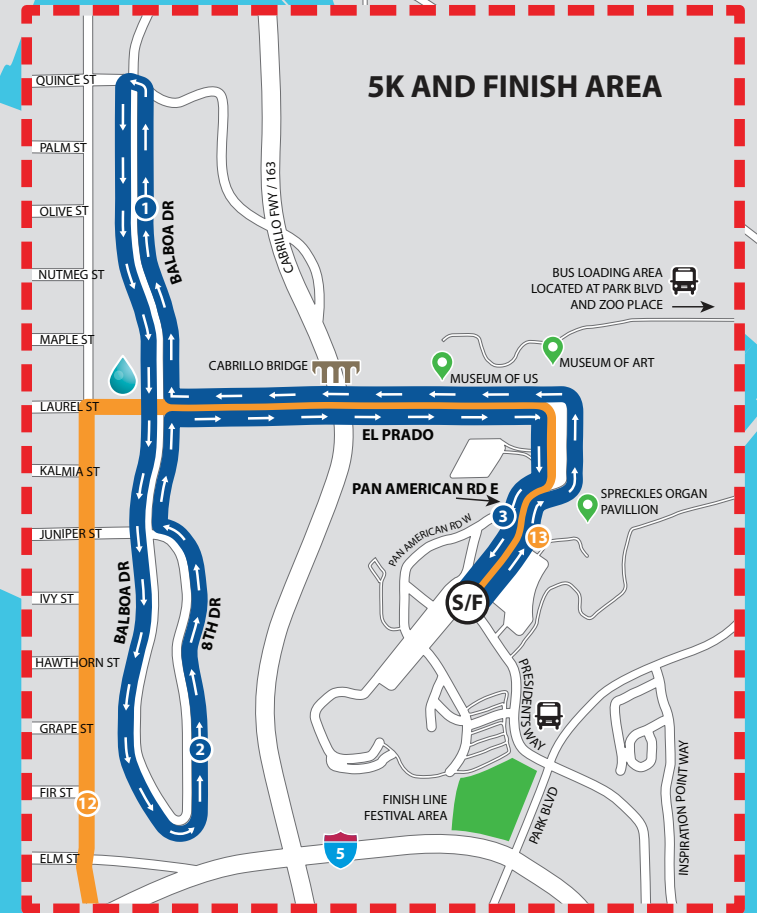 5K AND FINISH AREA
QUINCE ST
PALM ST
OLIVE ST
1
BALBOA DR
CABRILLO FWY / 163
NUTMEG ST
BUS LOADING AREA
LOCATED AT PARK BLVD
AND ZOO PLACE
MAPLE ST
CABRILLO BRIDGE
MUSEUM OF US
MUSEUM OF ART
LAUREL ST
EL PRADO
KALMIA ST
PAN AMERICAN RD E
SPRECKLES ORGAN
PAVILLION
3
13
PAN AMERICAN RD W
JUNIPER ST
S/F
IVY ST
BALBOA DR
8TH DR
HAWTHORN ST
PRESIDENTS WAY
GRAPE ST
2
FIR ST
12
FINISH LINE
FESTIVAL AREA
PARK BLVD
INSPIRATION POINT WAY
ELM ST
5